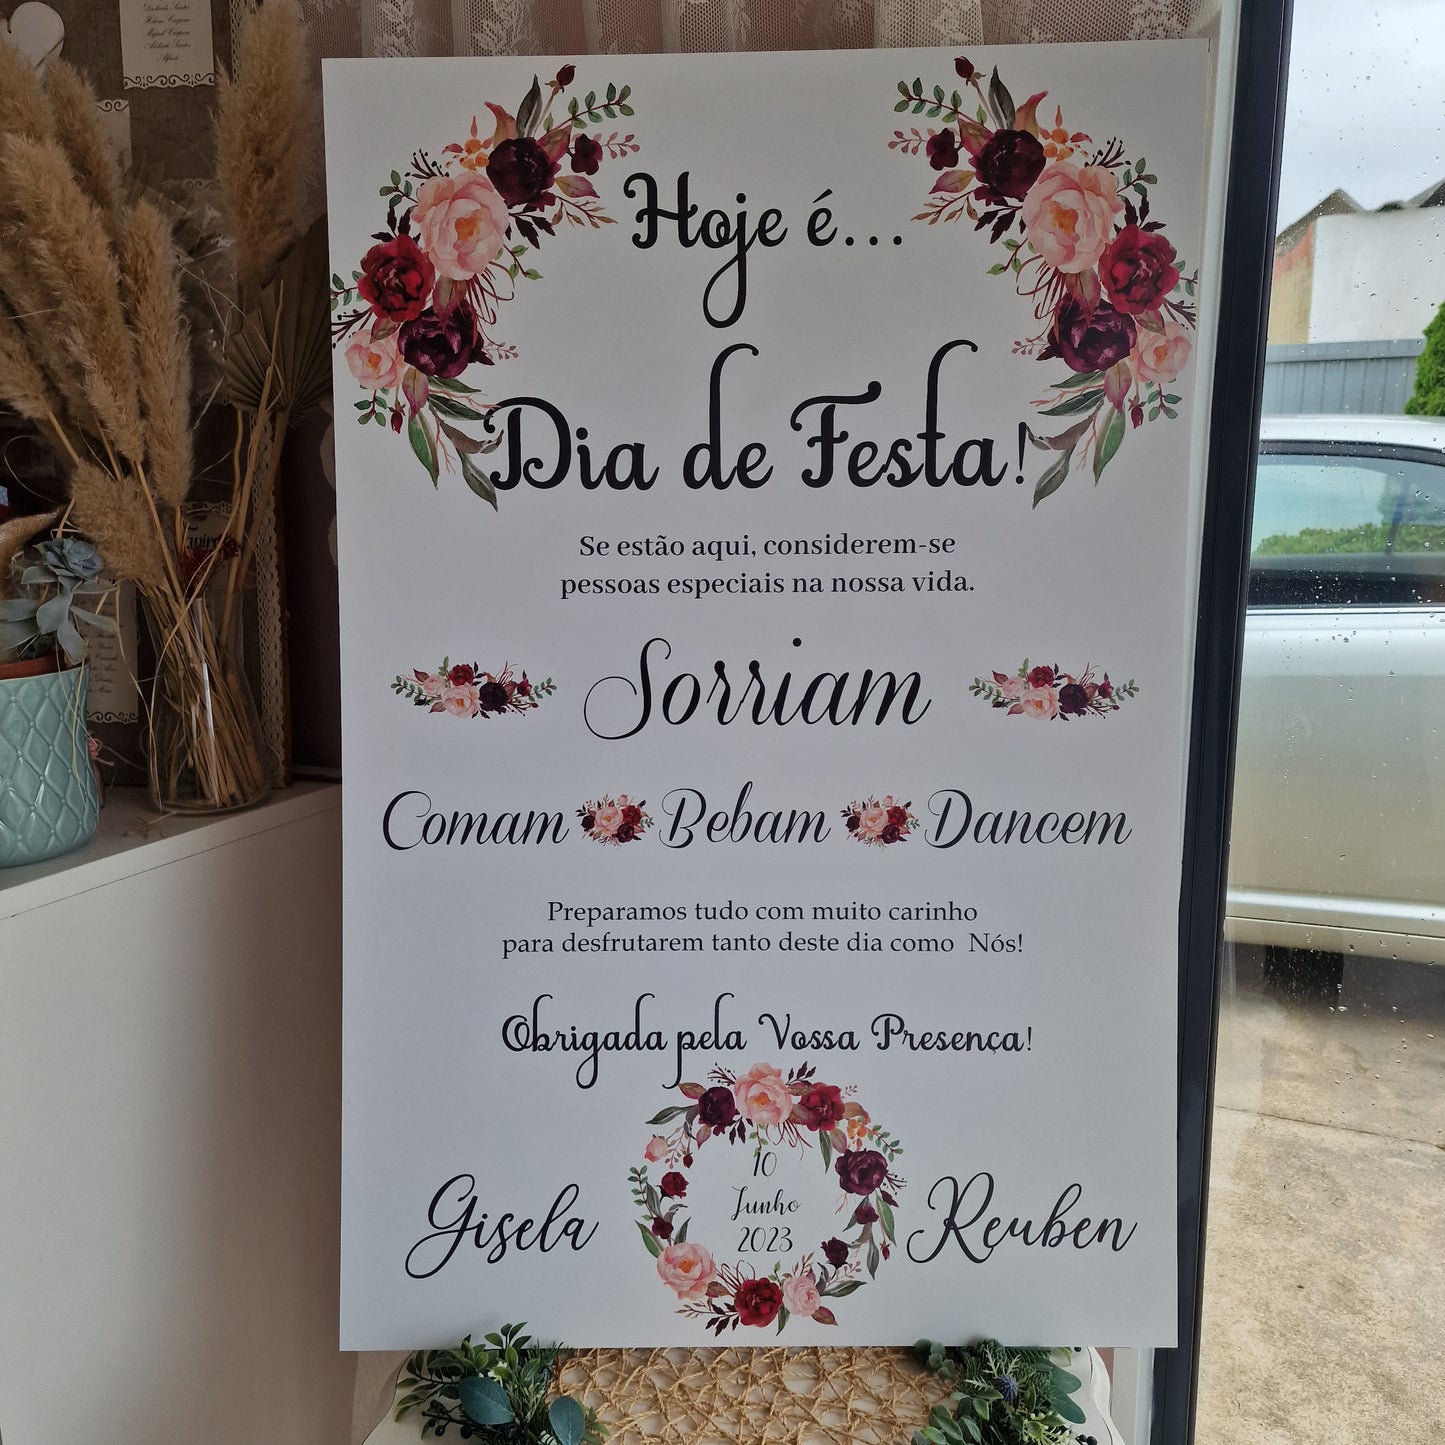 Hoje é...
Dia de Festa!
Se estão aqui, considerem-se
pessoas especiais na nossa vida.
Sorriam
Comam Bebam Dancem
Preparamos tudo com muito carinho
para desfrutarem tanto deste dia como Nós!
Obrigada pela Vossa Presença!
10
Junho
2023
Gisela Reuben